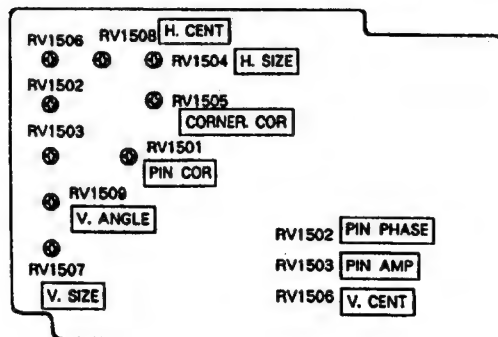 H. CENT
RV1506 RV1508
RV1504 H. SIZE
RV1502
RV1505
CORNER. COR
RV1503
RV1501
PIN COR
RV1509
V. ANGLE
RV1507
V. SIZE
RV1502 PIN PHASE
RV1503 PIN AMP
RV1506 V. CENT